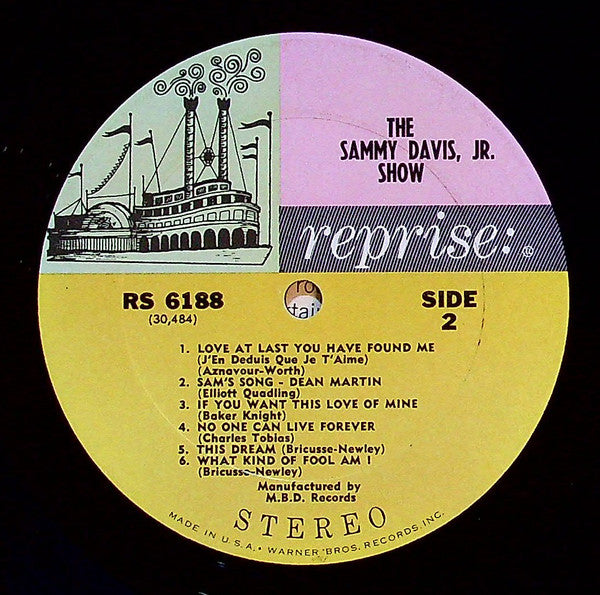 THE
SAMMY DAVIS, JR.
SHOW
reprise:®
RS 6188
(30,484)
SIDE
2
ro
tai
1. LOVE AT LAST YOU HAVE FOUND ME
(J'En Deduis Que Je T'Aime)
(Aznavour-Worth)
2. SAM'S SONG - DEAN MARTIN
(Elliott Quadling)
3. IF YOU WANT THIS LOVE OF MINE
(Baker Knight)
4. NO ONE CAN LIVE FOREVER
(Charles Tobias)
5. THIS DREAM (Bricusse-Newley)
6. WHAT KIND OF FOOL AM I
(Bricusse-Newley)
Manufactured by
M.B.D. Records
STEREO
MADE IN U.S.A. • WARNER BROS. RECORDS, INC.